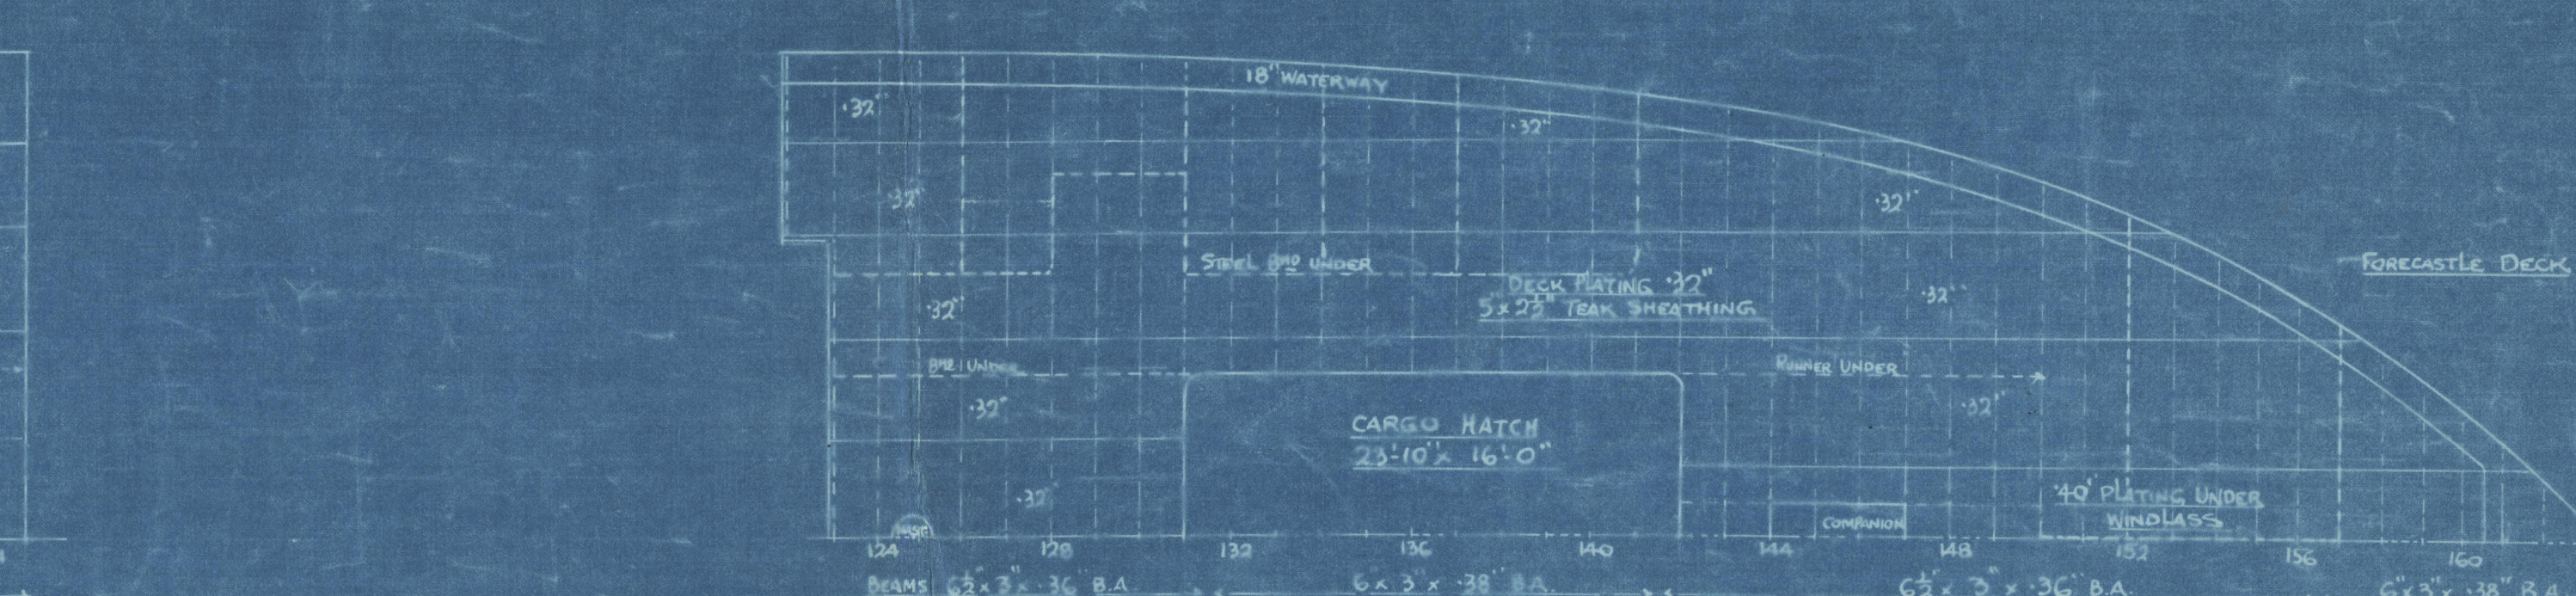 18" WATERWAY
.32"
.32"
.32"
.32"
STEEL BHD UNDER
FORECASTLE DECK
DECK PLATING .32"
5" x 2½" TEAK SHEATHING
.32"
.32"
BHD UNDER
RUNNER UNDER
.32"
.32"
CARGO HATCH
23'-10" x 16'-0"
.32"
.40" PLATING UNDER
WINDLASS
COMPANION
MAST
124 128 132 136 140 144 148 152 156 160
BEAMS 6½" x 3" x .36" B.A. 6" x 3" x .38" B.A. 6½" x 3" x .36" B.A. 6" x 3" x .38" B.A.